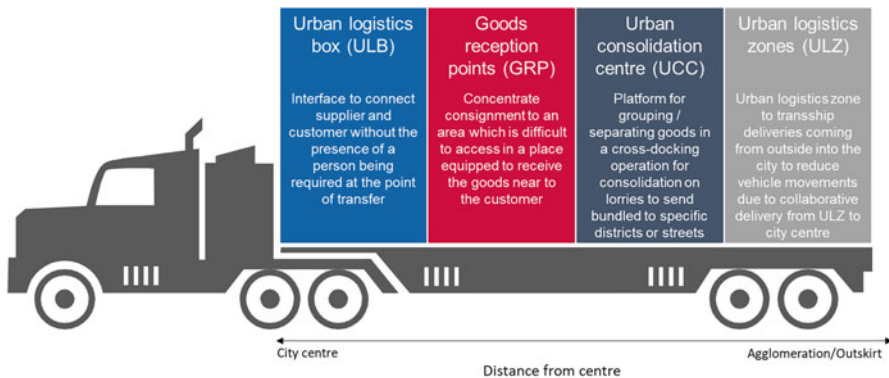 Urban logistics
box (ULB)
Interface to connect
supplier and
customer without the
presence of a
person being
required at the point
of transfer
Goods
reception
points (GRP)
Concentrate
consignment to an
area which is difficult
to access in a place
equipped to receive
the goods near to
the customer
Urban
consolidation
centre (UCC)
Platform for
grouping /
separating goods in
a cross-docking
operation for
consolidation on
lorries to send
bundled to specific
districts or streets
Urban logistics
zones (ULZ)
Urban logistics zone
to transship
deliveries coming
from outside into the
city to reduce
vehicle movements
due to collaborative
delivery from ULZ to
city centre
City centre
Agglomeration/Outskirt
Distance from centre